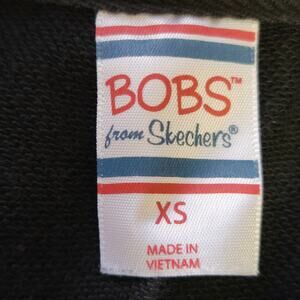 BOBS™
from Skechers®
XS
MADE IN
VIETNAM